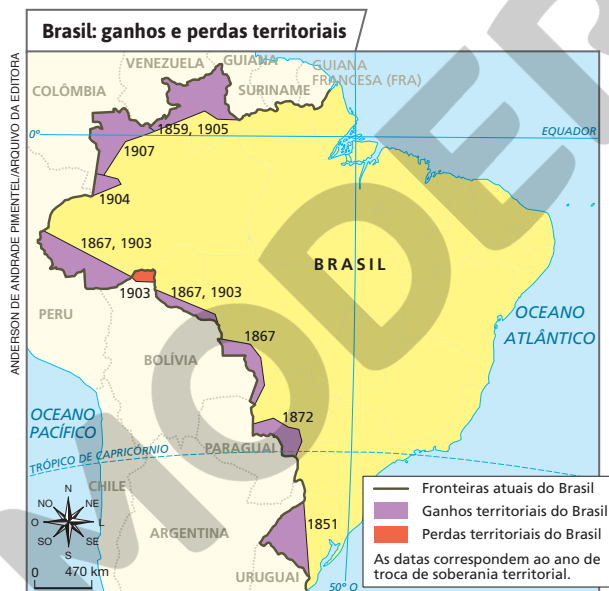 Brasil: ganhos e perdas territoriais
ANDERSON DE ANDRADE PIMENTEL/ARQUIVO DA EDITORA
VENEZUELA
GUIANA
GUIANA
FRANCESA (FRA)
COLÔMBIA
SURINAME
0°
1859, 1905
EQUADOR
1907
1904
1867, 1903
BRASIL
1903
1867, 1903
PERU
OCEANO
ATLÂNTICO
1867
BOLÍVIA
OCEANO
PACÍFICO
1872
PARAGUAI
TRÓPICO DE CAPRICÓRNIO
CHILE
N
NO
NE
O
L
SO
SE
S
ARGENTINA
1851
0
470 km
URUGUAI
50° O
Fronteiras atuais do Brasil
Ganhos territoriais do Brasil
Perdas territoriais do Brasil
As datas correspondem ao ano de
troca de soberania territorial.
MODER